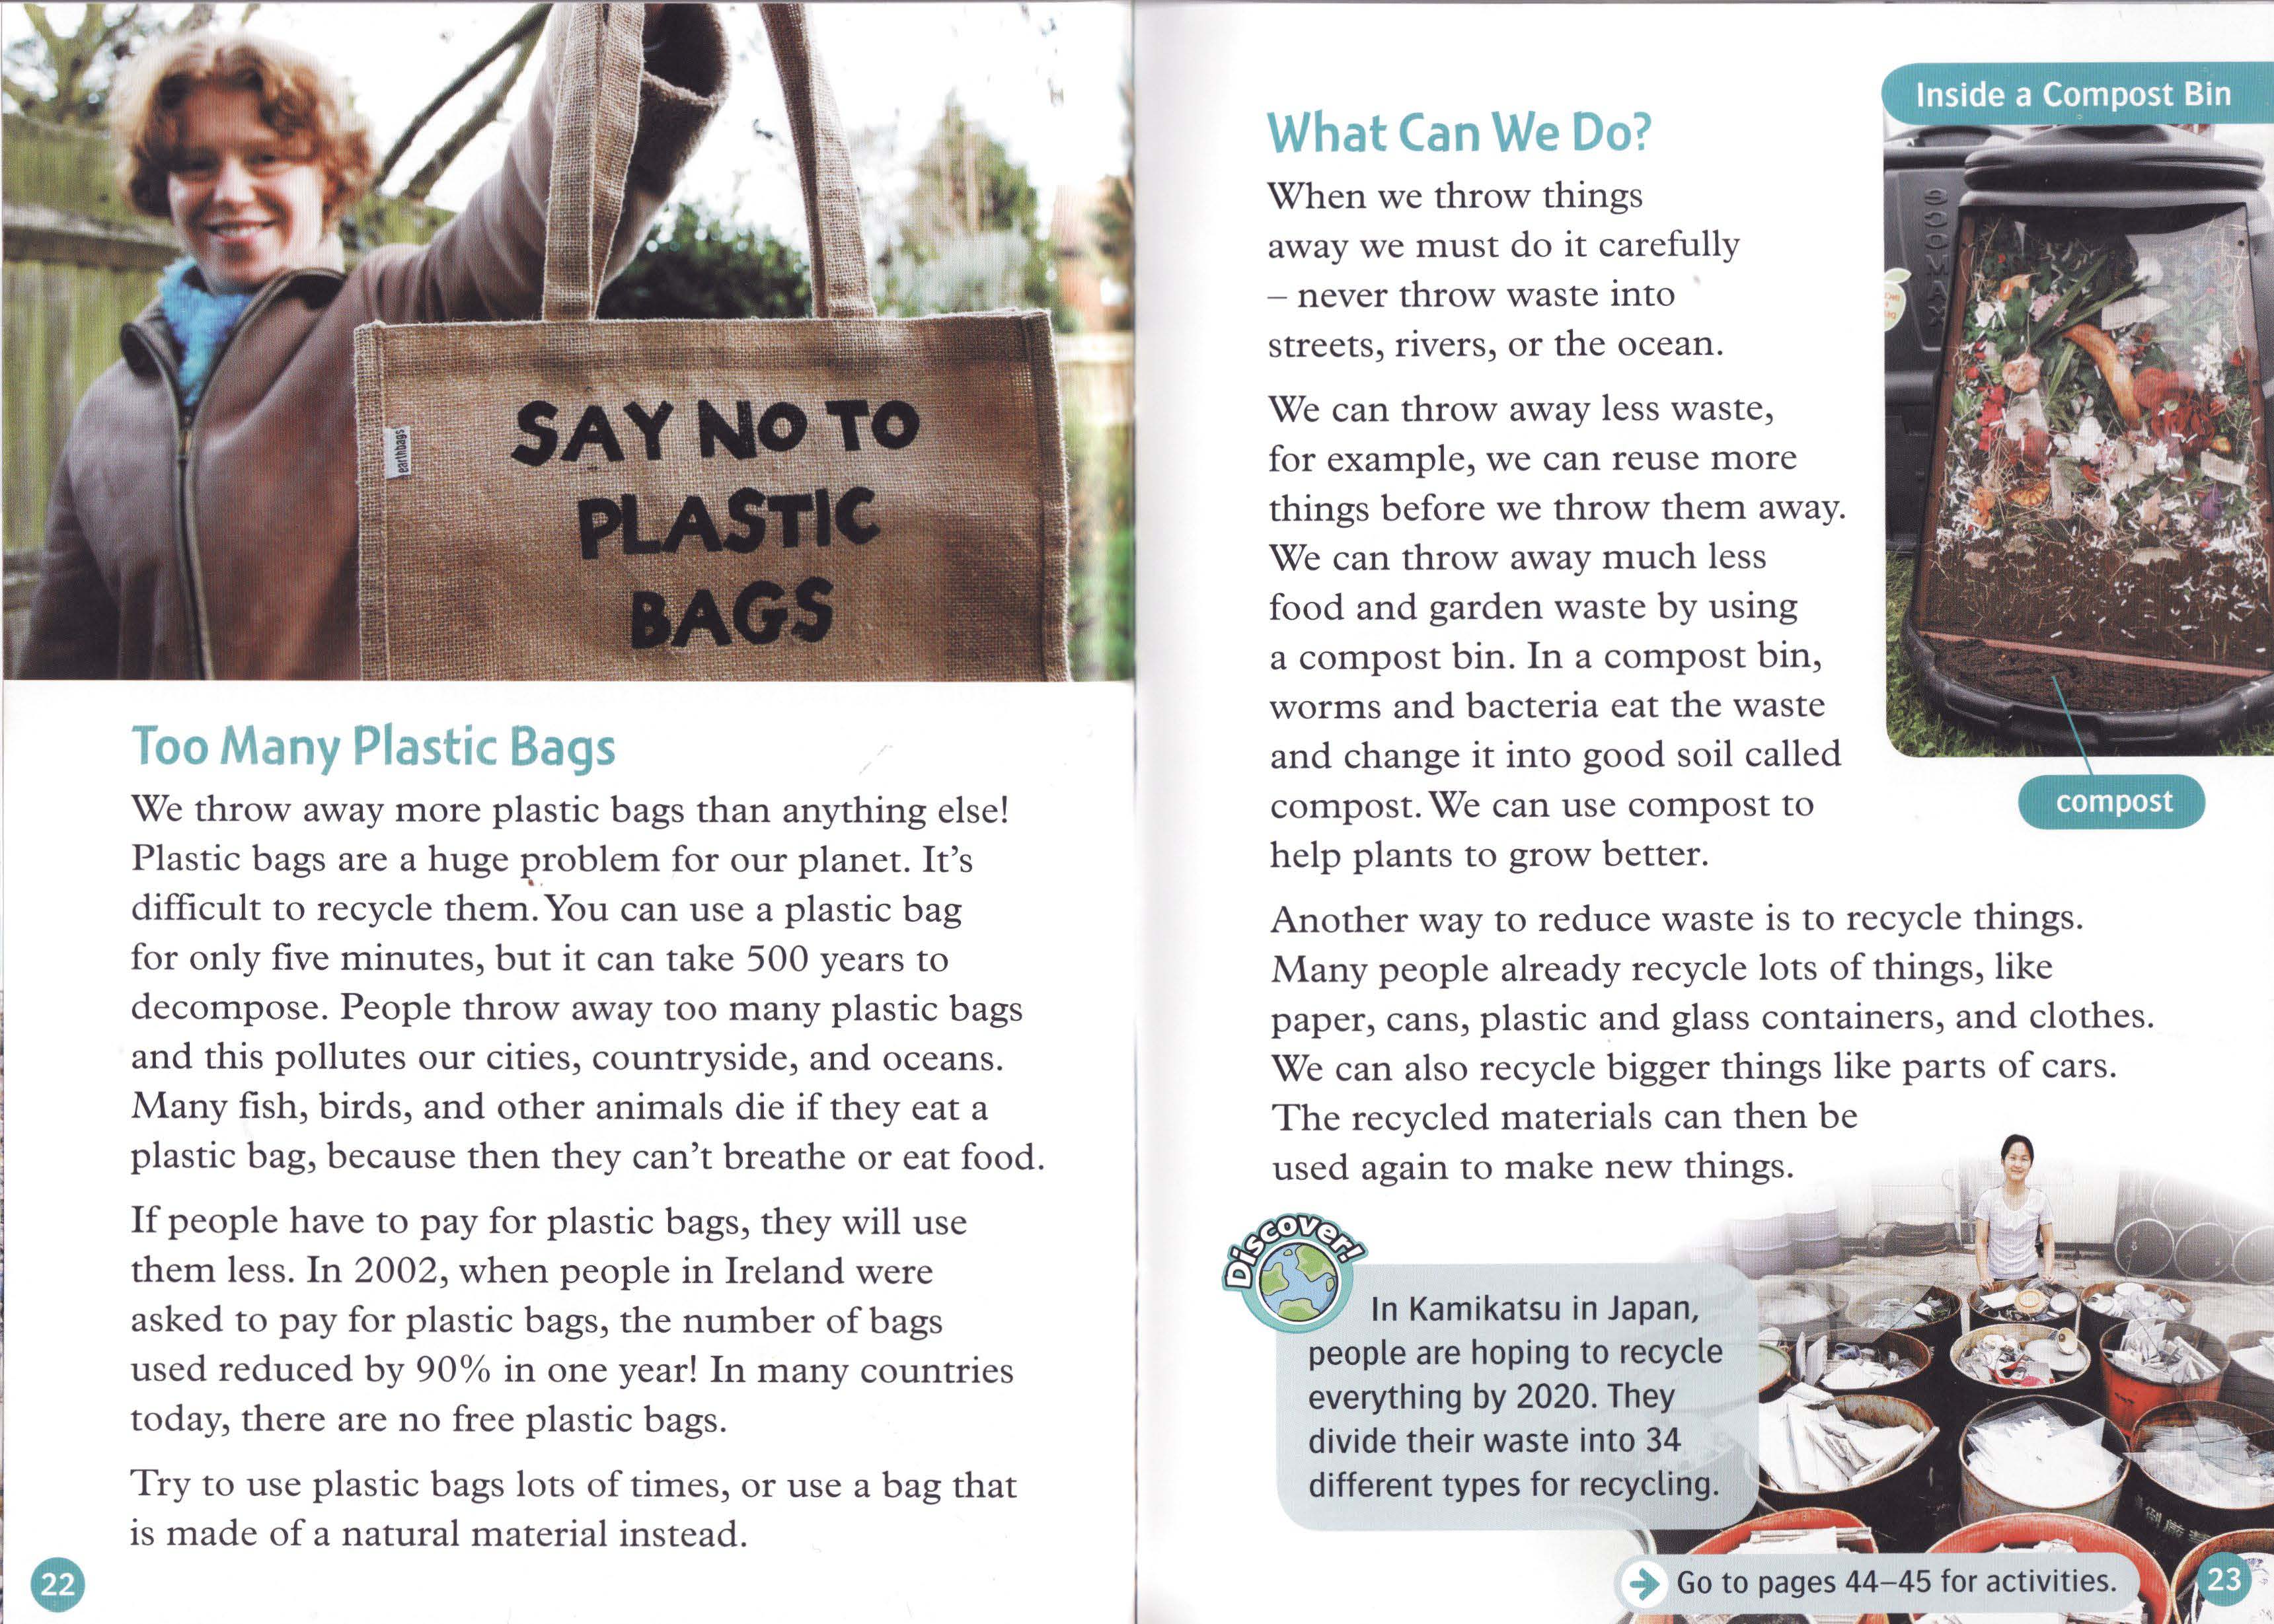 SAY NO TO
PLASTIC
BAGS
earthbags
Too Many Plastic Bags
We throw away more plastic bags than anything else!
Plastic bags are a huge problem for our planet. It's
difficult to recycle them. You can use a plastic bag
for only five minutes, but it can take 500 years to
decompose. People throw away too many plastic bags
and this pollutes our cities, countryside, and oceans.
Many fish, birds, and other animals die if they eat a
plastic bag, because then they can't breathe or eat food.
If people have to pay for plastic bags, they will use
them less. In 2002, when people in Ireland were
asked to pay for plastic bags, the number of bags
used reduced by 90% in one year! In many countries
today, there are no free plastic bags.
Try to use plastic bags lots of times, or use a bag that
is made of a natural material instead.
22
Inside a Compost Bin
What Can We Do?
When we throw things
away we must do it carefully
– never throw waste into
streets, rivers, or the ocean.
We can throw away less waste,
for example, we can reuse more
things before we throw them away.
We can throw away much less
food and garden waste by using
a compost bin. In a compost bin,
worms and bacteria eat the waste
and change it into good soil called
compost. We can use compost to
help plants to grow better.
compost
Another way to reduce waste is to recycle things.
Many people already recycle lots of things, like
paper, cans, plastic and glass containers, and clothes.
We can also recycle bigger things like parts of cars.
The recycled materials can then be
used again to make new things.
Discover!
In Kamikatsu in Japan,
people are hoping to recycle
everything by 2020. They
divide their waste into 34
different types for recycling.
Go to pages 44–45 for activities.
23